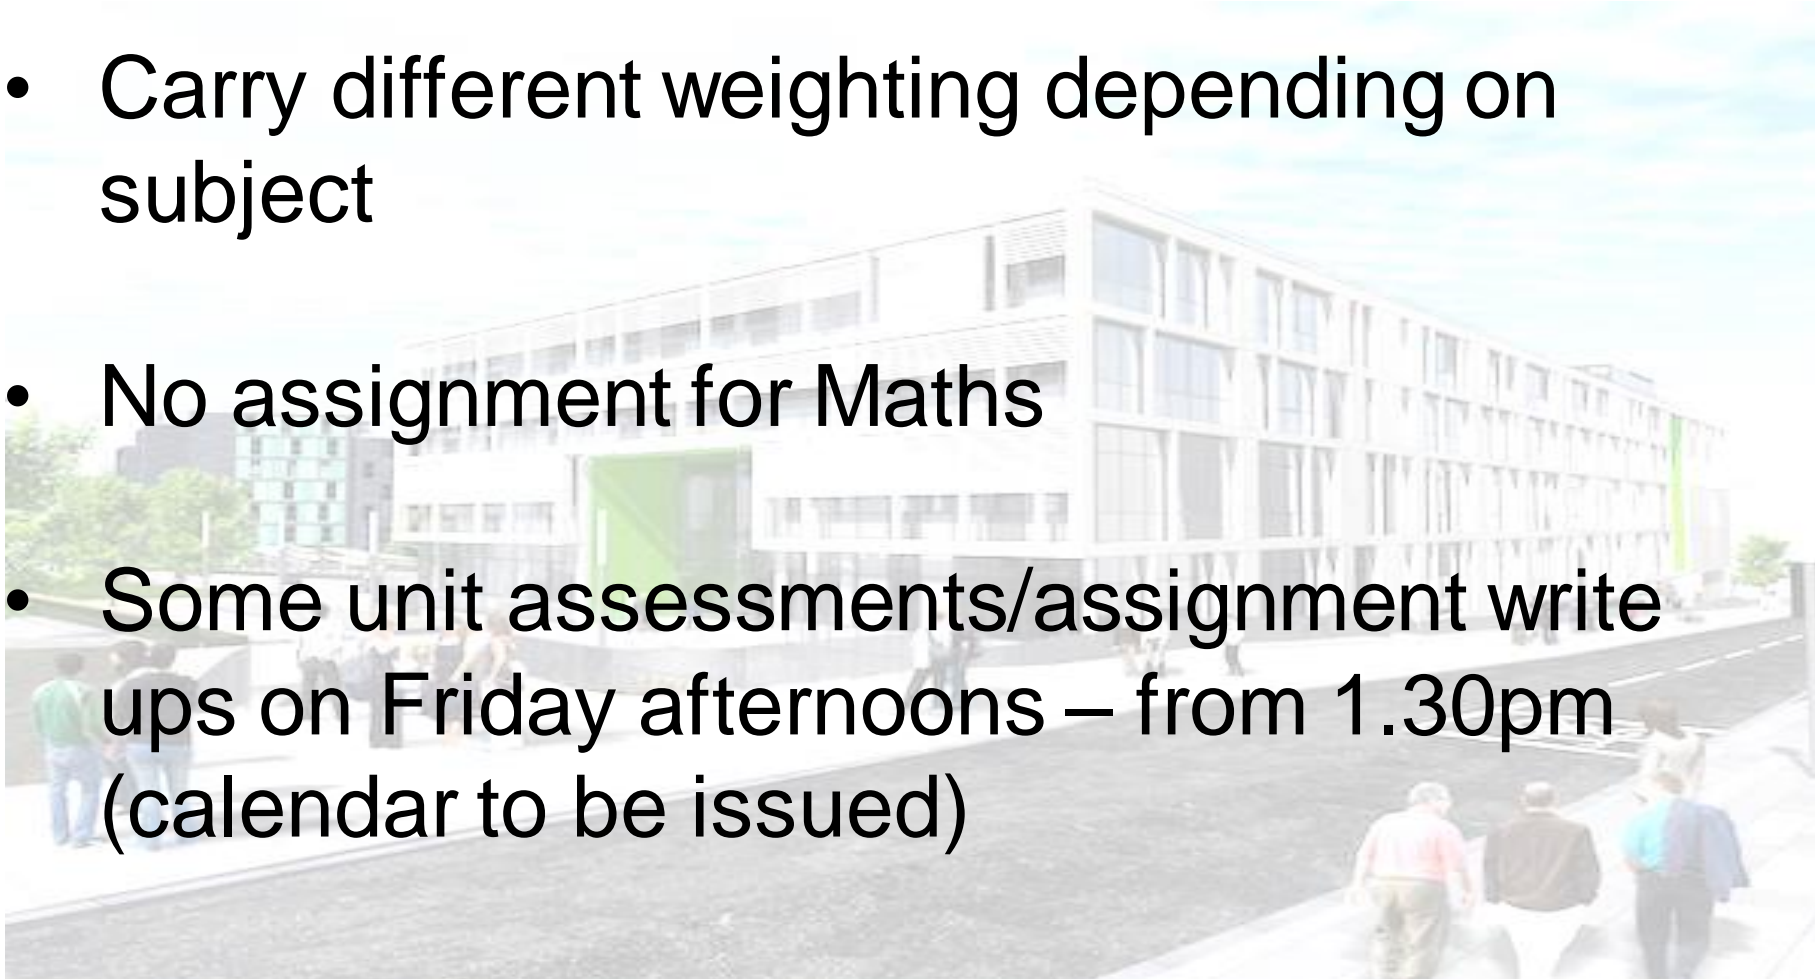 • Carry different weighting depending on
subject
• No assignment for Maths
• Some unit assessments/assignment write
ups on Friday afternoons – from 1.30pm
(calendar to be issued)